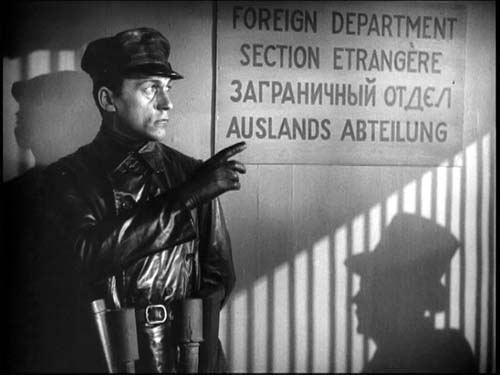 FOREIGN DEPARTMENT
SECTION ETRANGÈRE
ЗАГРАНИЧНЫЙ ОТДЕЛ
AUSLANDS ABTEILUNG